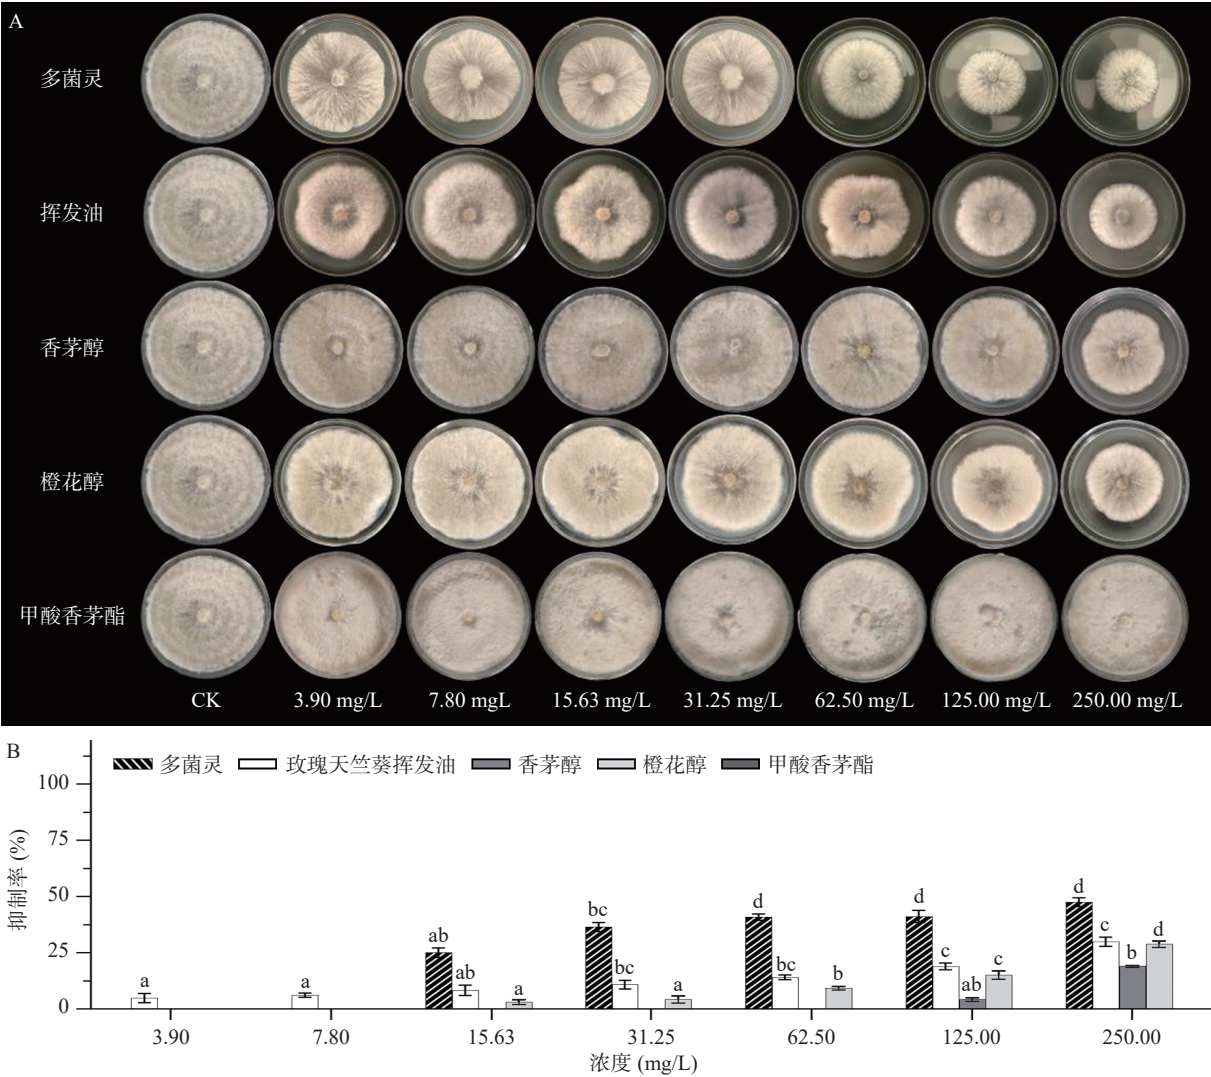 A
多菌灵
挥发油
香茅醇
橙花醇
甲酸香茅酯
CK 3.90 mg/L 7.80 mgL 15.63 mg/L 31.25 mg/L 62.50 mg/L 125.00 mg/L 250.00 mg/L
B
多菌灵 玫瑰天竺葵挥发油 香茅醇 橙花醇 甲酸香茅酯
抑制率 (%)
100
75
50
25
0
a
a
ab ab a
bc bc a
d bc b
d c ab c
d c b d
3.90 7.80 15.63 31.25 62.50 125.00 250.00
浓度 (mg/L)